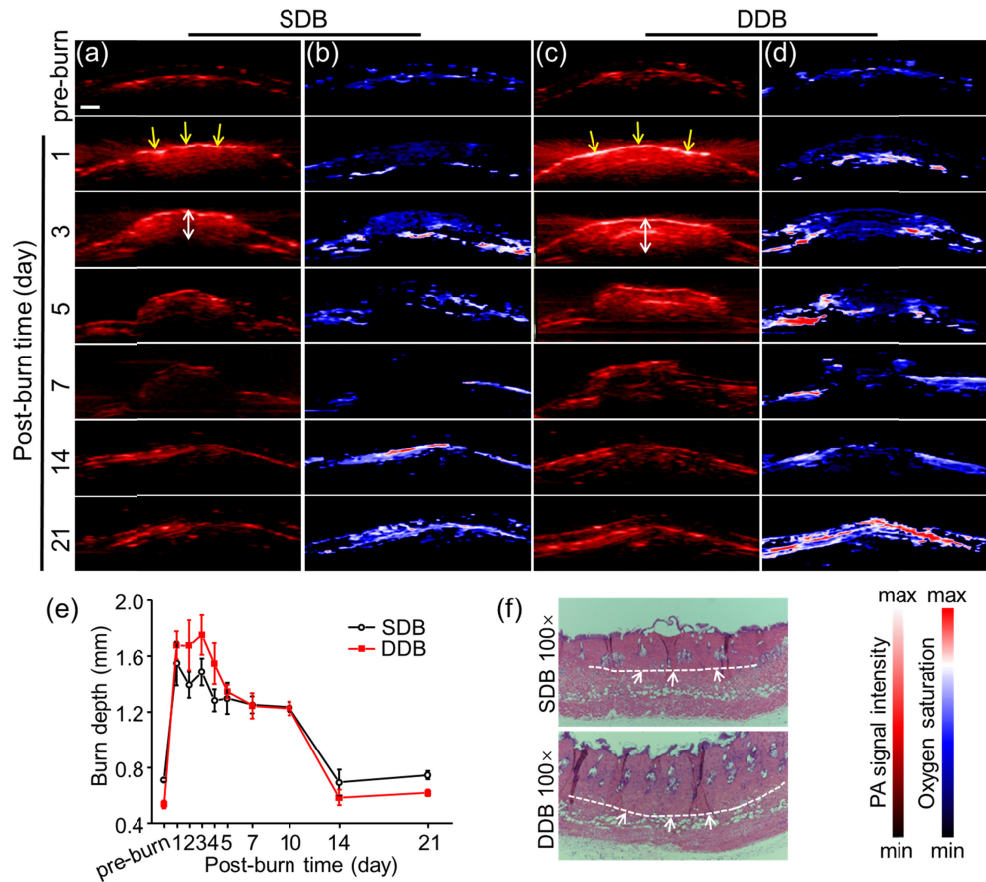 SDB DDB
(a) (b) (c) (d)
pre-burn
1
3
5
7
14
21
Post-burn time (day)
(e)
2.0
1.6
1.2
0.8
0.4
Burn depth (mm)
SDB
DDB
pre-burn 1 2 3 4 5 7 10 14 21
Post-burn time (day)
(f)
SDB 100×
DDB 100×
max max
PA signal intensity
Oxygen saturation
min min